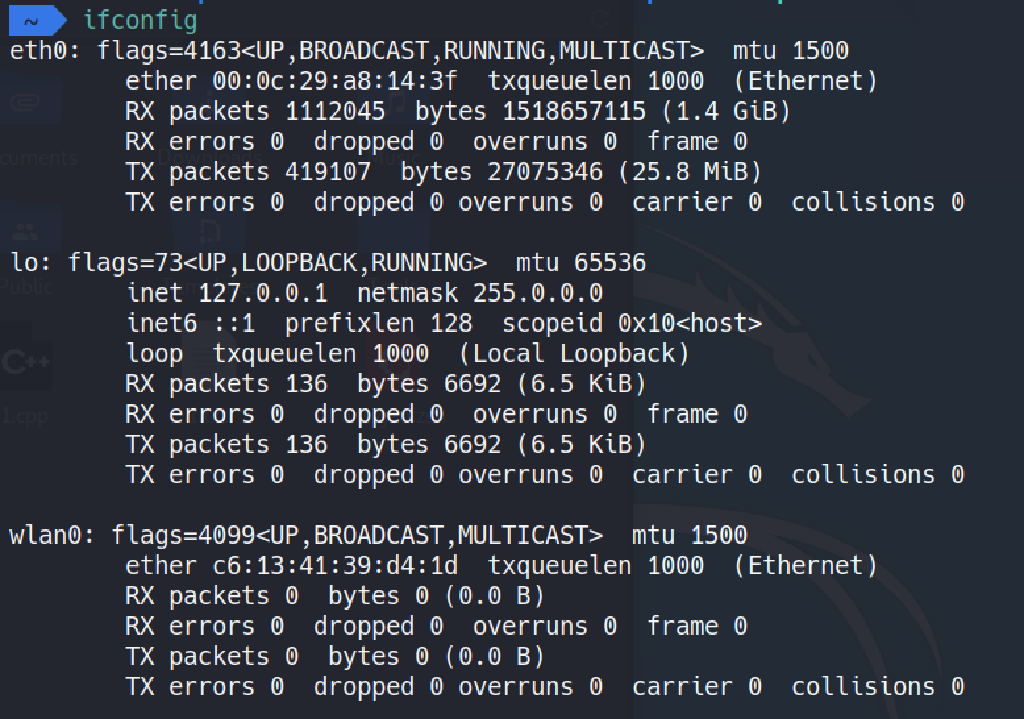 ~ ifconfig
eth0: flags=4163<UP,BROADCAST,RUNNING,MULTICAST>  mtu 1500
        ether 00:0c:29:a8:14:3f  txqueuelen 1000  (Ethernet)
        RX packets 1112045  bytes 1518657115 (1.4 GiB)
        RX errors 0  dropped 0  overruns 0  frame 0
        TX packets 419107  bytes 27075346 (25.8 MiB)
        TX errors 0  dropped 0 overruns 0  carrier 0  collisions 0
lo: flags=73<UP,LOOPBACK,RUNNING>  mtu 65536
        inet 127.0.0.1  netmask 255.0.0.0
        inet6 ::1  prefixlen 128  scopeid 0x10<host>
        loop  txqueuelen 1000  (Local Loopback)
        RX packets 136  bytes 6692 (6.5 KiB)
        RX errors 0  dropped 0  overruns 0  frame 0
        TX packets 136  bytes 6692 (6.5 KiB)
        TX errors 0  dropped 0 overruns 0  carrier 0  collisions 0
wlan0: flags=4099<UP,BROADCAST,MULTICAST>  mtu 1500
        ether c6:13:41:39:d4:1d  txqueuelen 1000  (Ethernet)
        RX packets 0  bytes 0 (0.0 B)
        RX errors 0  dropped 0  overruns 0  frame 0
        TX packets 0  bytes 0 (0.0 B)
        TX errors 0  dropped 0 overruns 0  carrier 0  collisions 0
cuments
Public
C++
1.cpp